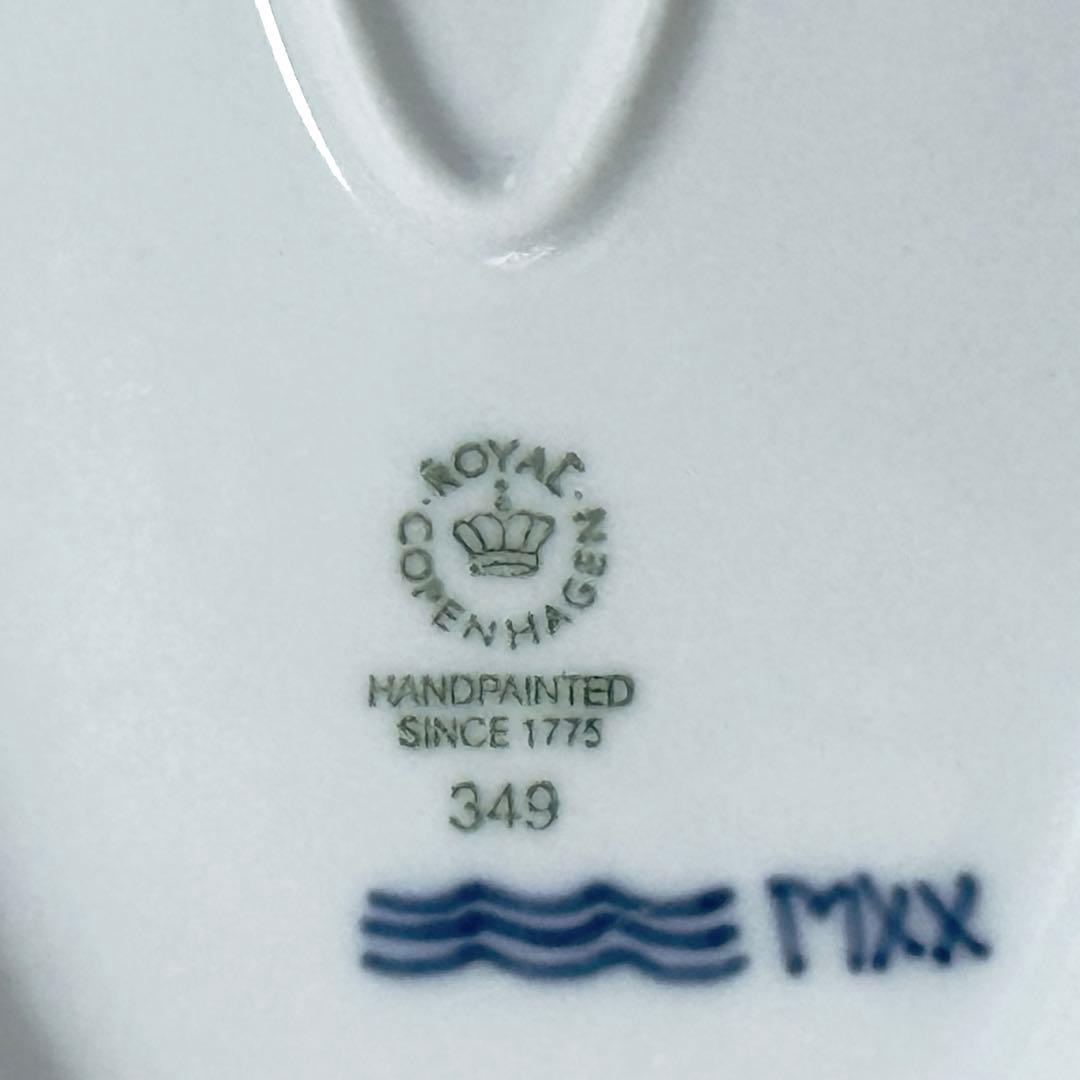 ROYAL
COPENHAGEN
HANDPAINTED
SINCE 1775
349
MXX